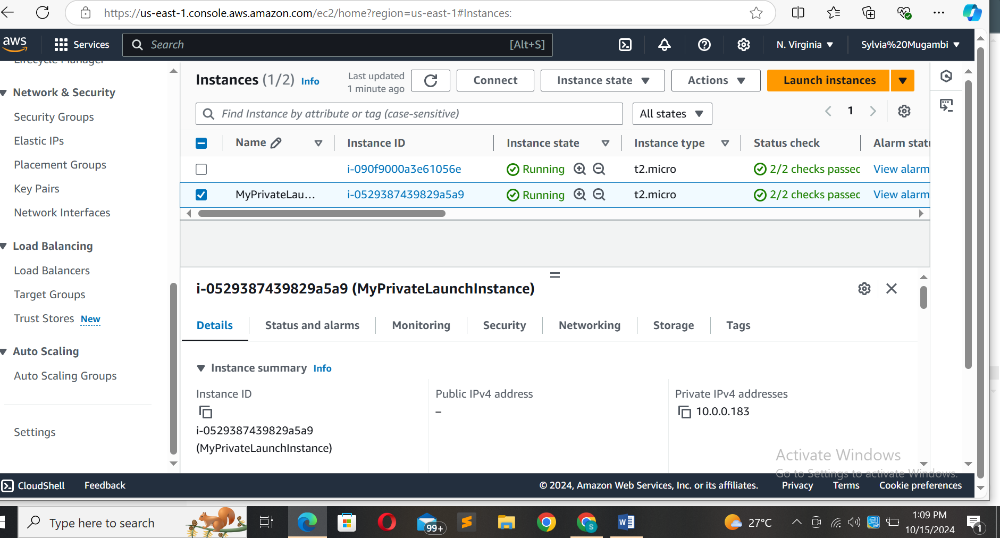 https://us-east-1.console.aws.amazon.com/ec2/home?region=us-east-1#Instances:
aws
Services
Search
[Alt+S]
N. Virginia
Sylvia%20Mugambi
Lifecycle Manager
Network & Security
Security Groups
Elastic IPs
Placement Groups
Key Pairs
Network Interfaces
Load Balancing
Load Balancers
Target Groups
Trust Stores New
Auto Scaling
Auto Scaling Groups
Settings
Instances (1/2) Info
Last updated
1 minute ago
Connect
Instance state
Actions
Launch instances
Find Instance by attribute or tag (case-sensitive)
All states
1
Name Instance ID Instance state Instance type Status check Alarm statu
i-090f9000a3e61056e Running t2.micro 2/2 checks passed View alarm
MyPrivateLau... i-0529387439829a5a9 Running t2.micro 2/2 checks passed View alarm
i-0529387439829a5a9 (MyPrivateLaunchInstance)
Details Status and alarms Monitoring Security Networking Storage Tags
Instance summary Info
Instance ID
i-0529387439829a5a9
(MyPrivateLaunchInstance)
Public IPv4 address
–
Private IPv4 addresses
10.0.0.183
Activate Windows
Go to Settings to activate Windows.
CloudShell Feedback
© 2024, Amazon Web Services, Inc. or its affiliates. Privacy Terms Cookie preferences
Type here to search
99+
S
W
27°C
1:09 PM
10/15/2024
1